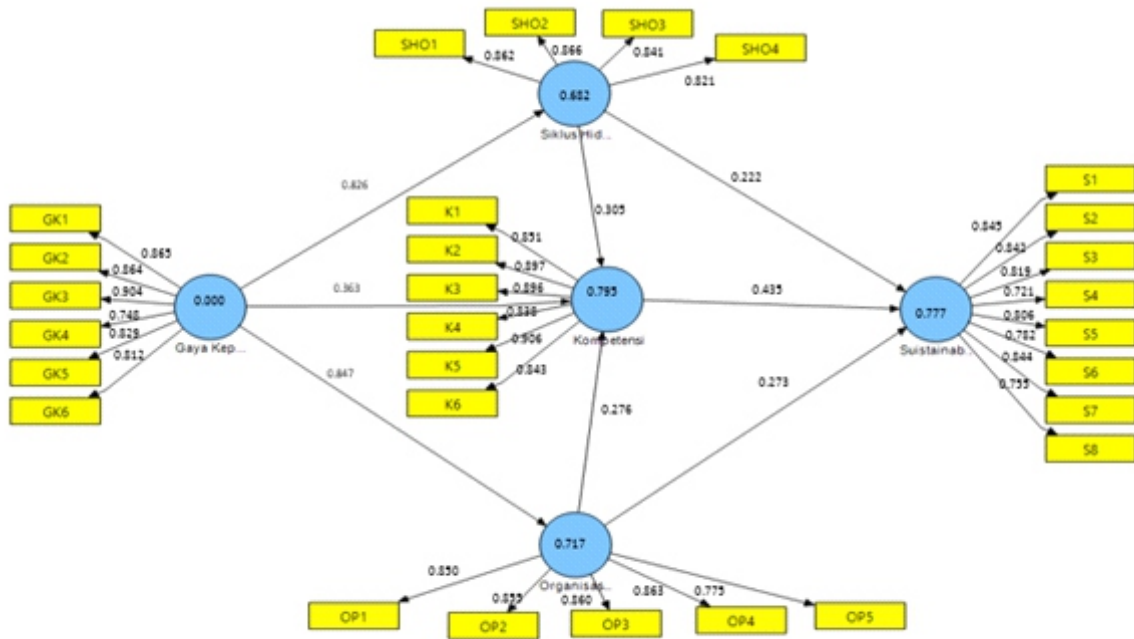 SHO1
SHO2
SHO3
SHO4
0.862
0.866
0.841
0.821
0.682
Siklus Hid...
0.826
0.305
0.222
GK1
GK2
GK3
GK4
GK5
GK6
0.865
0.864
0.904
0.748
0.829
0.812
0.000
Gaya Kep...
0.363
0.847
K1
K2
K3
K4
K5
K6
0.851
0.897
0.896
0.838
0.906
0.843
0.795
Kompetensi
0.435
0.276
0.273
S1
S2
S3
S4
S5
S6
S7
S8
0.845
0.842
0.819
0.721
0.806
0.782
0.844
0.755
0.777
Suistainab...
0.717
Organisas...
0.850
0.855
0.860
0.863
0.775
OP1
OP2
OP3
OP4
OP5